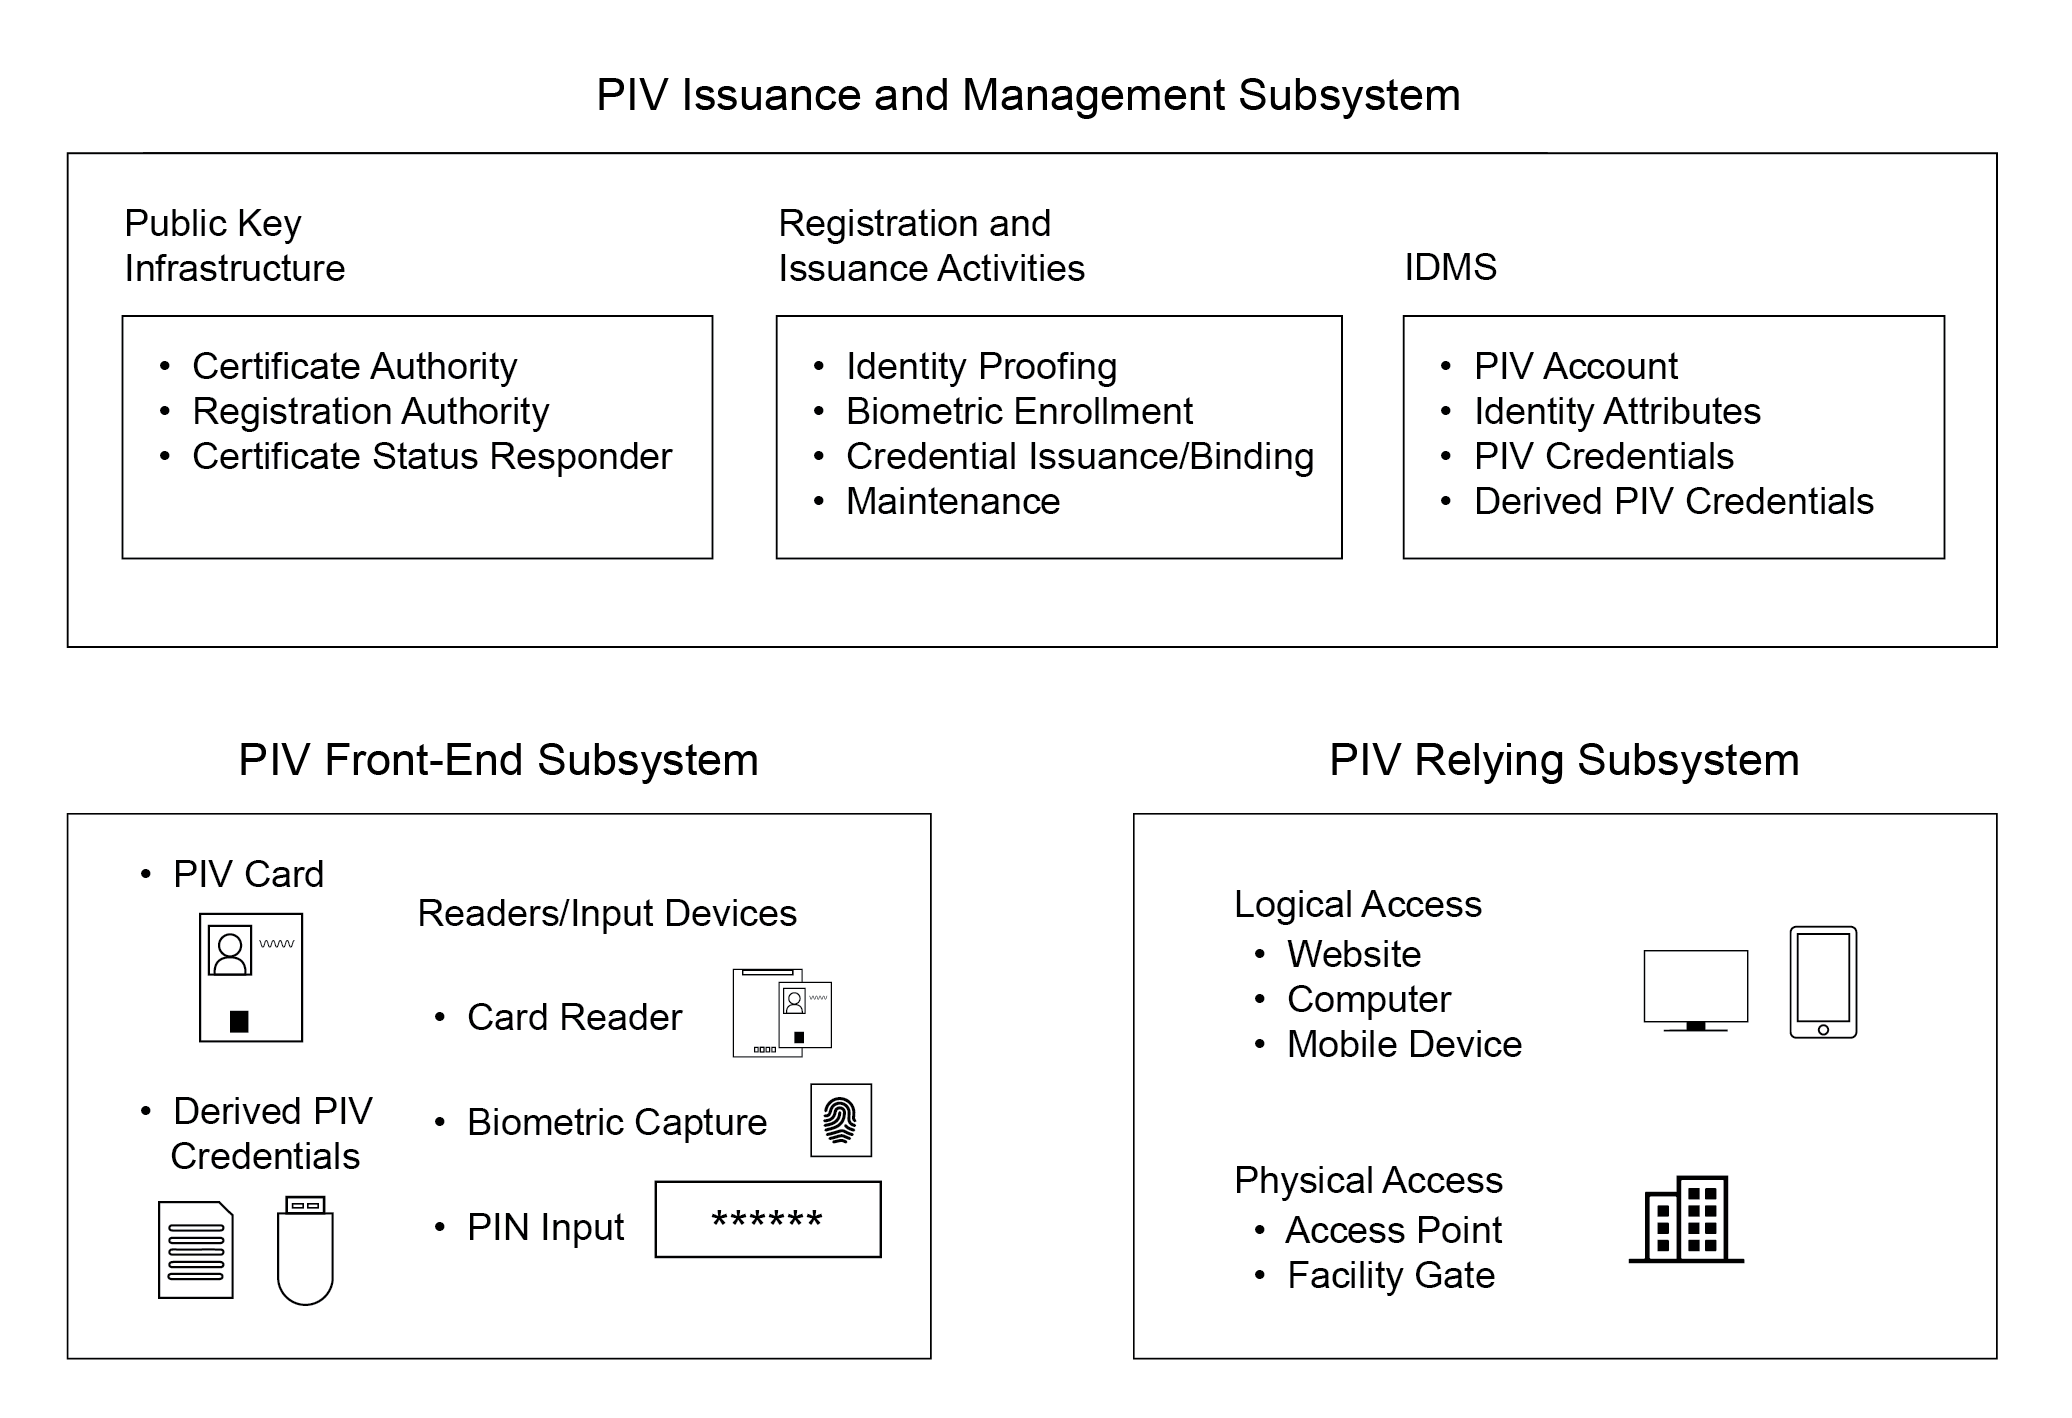 PIV Issuance and Management Subsystem
Public Key
Infrastructure
• Certificate Authority
• Registration Authority
• Certificate Status Responder
Registration and
Issuance Activities
• Identity Proofing
• Biometric Enrollment
• Credential Issuance/Binding
• Maintenance
IDMS
• PIV Account
• Identity Attributes
• PIV Credentials
• Derived PIV Credentials
PIV Front-End Subsystem
• PIV Card
• Derived PIV
Credentials
Readers/Input Devices
• Card Reader
• Biometric Capture
• PIN Input
******
PIV Relying Subsystem
Logical Access
• Website
• Computer
• Mobile Device
Physical Access
• Access Point
• Facility Gate